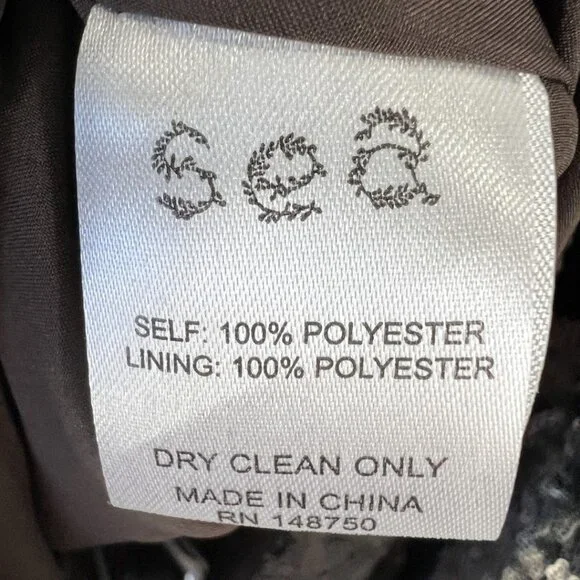 sea
SELF: 100% POLYESTER
LINING: 100% POLYESTER
DRY CLEAN ONLY
MADE IN CHINA
RN 148750